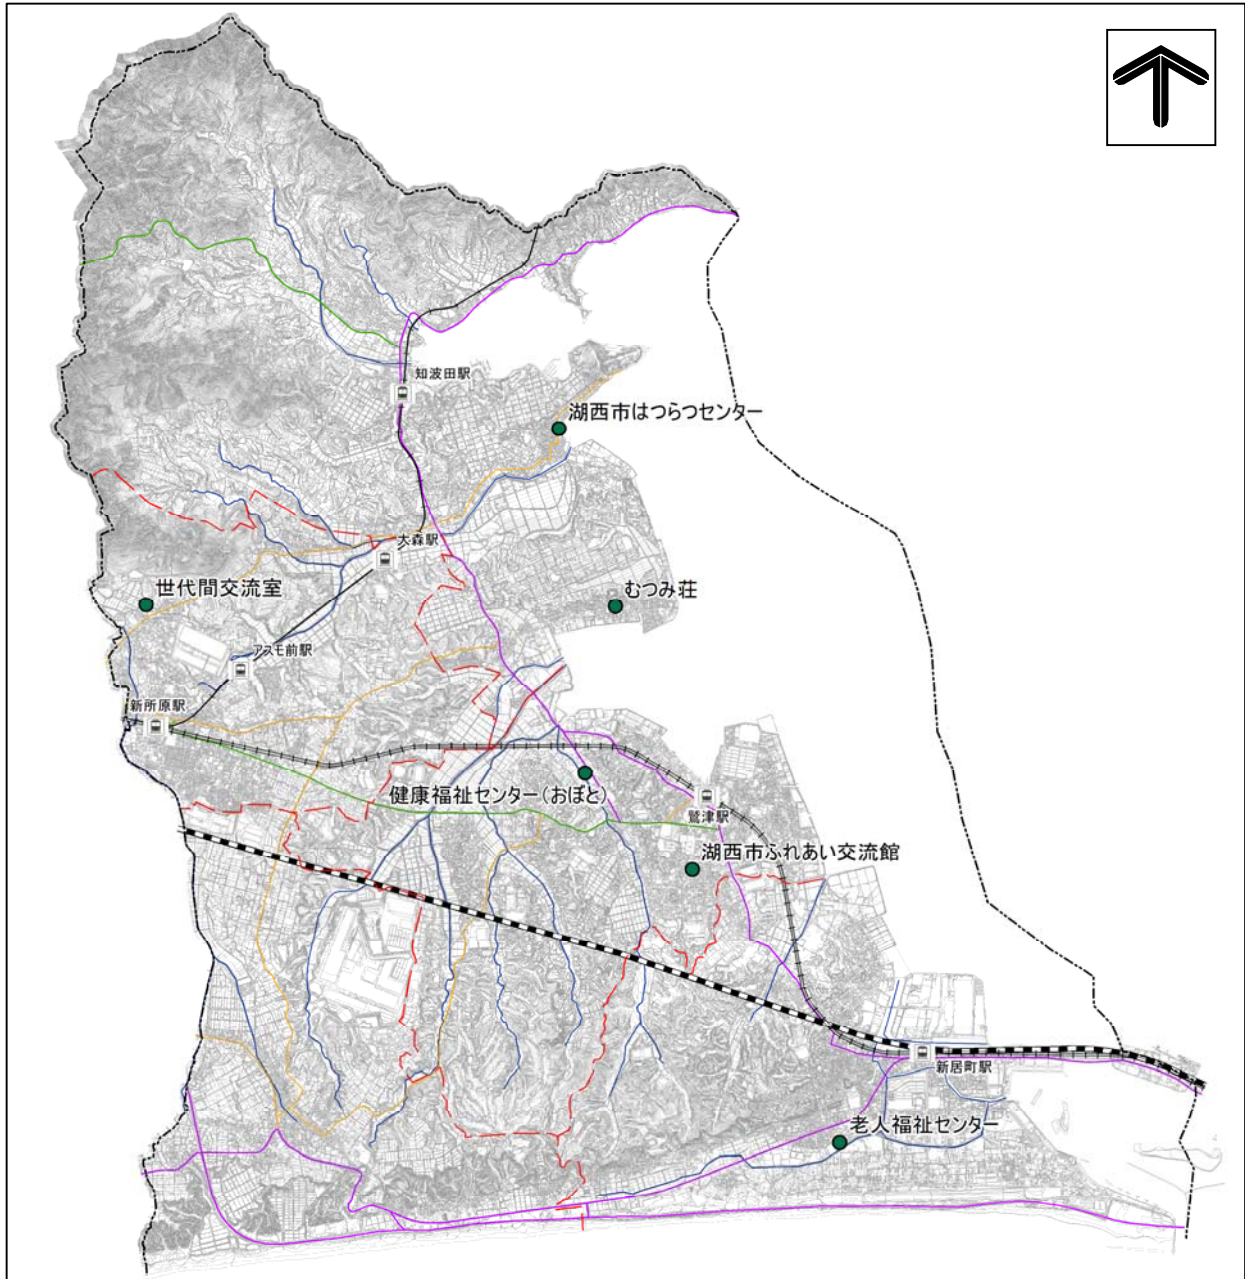 知波田駅
湖西市はつらつセンター
大森駅
世代間交流室
むつみ荘
アスモ前駅
新所原駅
健康福祉センター(おぼと)
鷲津駅
湖西市ふれあい交流館
新居町駅
老人福祉センター